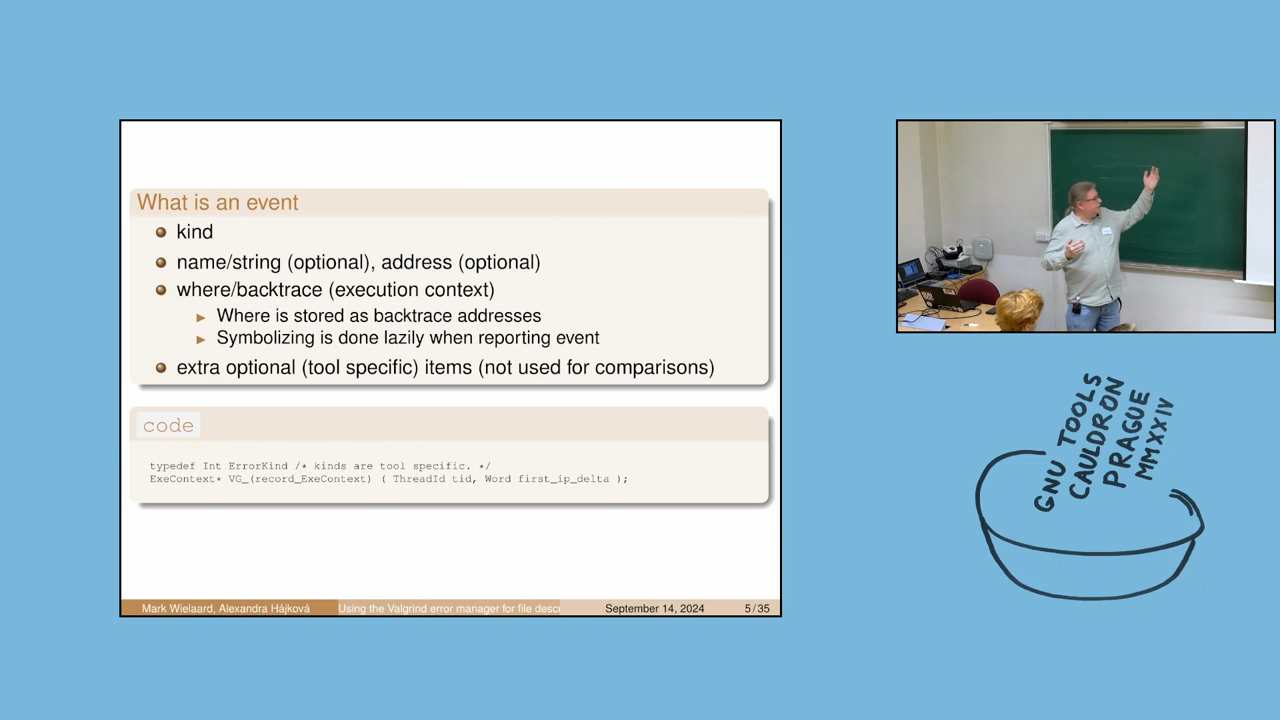 What is an event
kind
name/string (optional), address (optional)
where/backtrace (execution context)
Where is stored as backtrace addresses
Symbolizing is done lazily when reporting event
extra optional (tool specific) items (not used for comparisons)
code
typedef Int ErrorKind /* kinds are tool specific. */
ExeContext* VG_(record_ExeContext) ( ThreadId tid, Word first_ip_delta );
Mark Wielaard, Alexandra Hájková
Using the Valgrind error manager for file desc
September 14, 2024
5 / 35
GNU TOOLS
CAULDRON
PRAGUE
MMXXIV